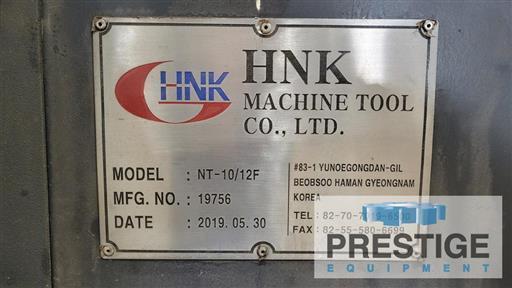 HNK
HNK
MACHINE TOOL
CO., LTD.
MODEL : NT-10/12F
MFG. NO. : 19756
DATE : 2019. 05. 30
#83-1 YUNOEGONGDAN-GIL
BEOBSOO HAMAN GYEONGNAM
KOREA
TEL : 82-70-
FAX : 82-55-580-6699
PRESTIGE
EQUIPMENT